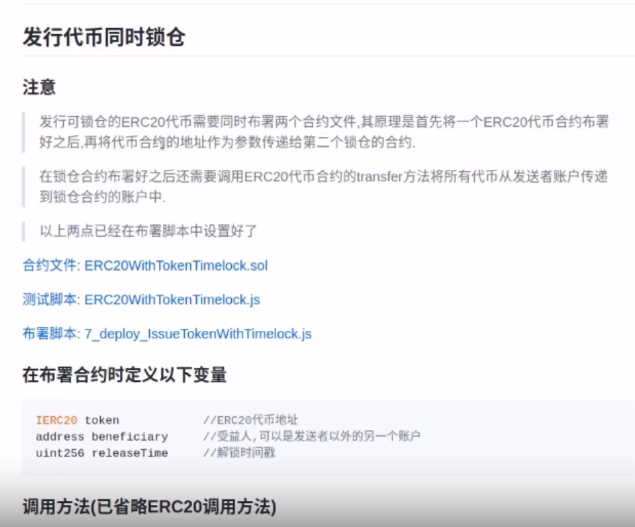 发行代币同时锁仓
注意
发行可锁仓的ERC20代币需要同时布署两个合约文件,其原理是首先将一个ERC20代币合约布署
好之后,再将代币合约的地址作为参数传递给第二个锁仓的合约.
在锁仓合约布署好之后还需要调用ERC20代币合约的transfer方法将所有代币从发送者账户传递
到锁仓合约的账户中.
以上两点已经在布署脚本中设置好了
合约文件: ERC20WithTokenTimelock.sol
测试脚本: ERC20WithTokenTimelock.js
布署脚本: 7_deploy_IssueTokenWithTimelock.js
在布署合约时定义以下变量
IERC20 token //ERC20代币地址
address beneficiary //受益人,可以是发送者以外的另一个账户
uint256 releaseTime //解锁时间戳
调用方法(已省略ERC20调用方法)